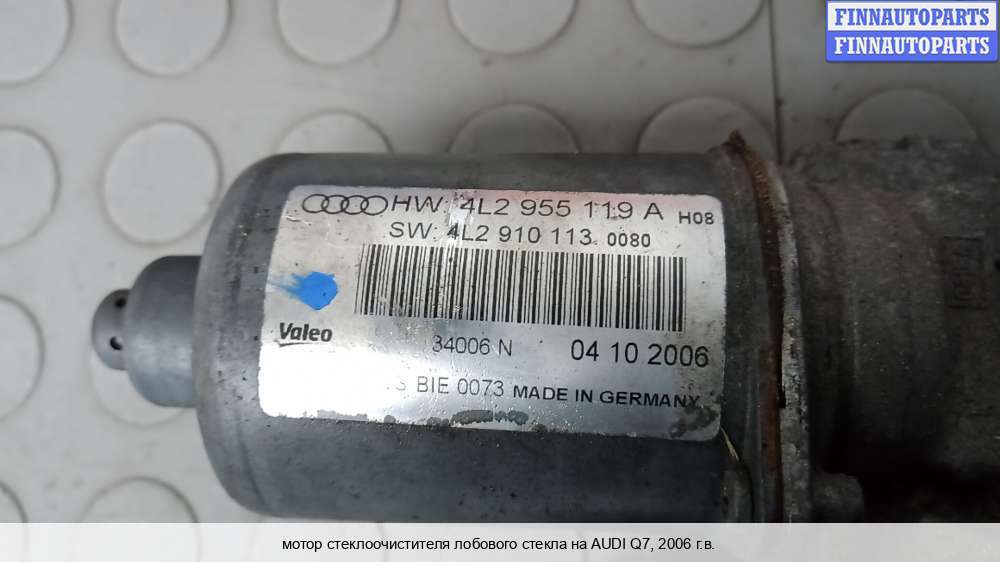 FINNAUTOPARTS
FINNAUTOPARTS
HW: 4L2 955 119 A H08
SW: 4L2 910 113 0080
Valeo
34006 N 04 10 2006
S BIE 0073 MADE IN GERMANY
мотор стеклоочистителя лобового стекла на AUDI Q7, 2006 г.в.